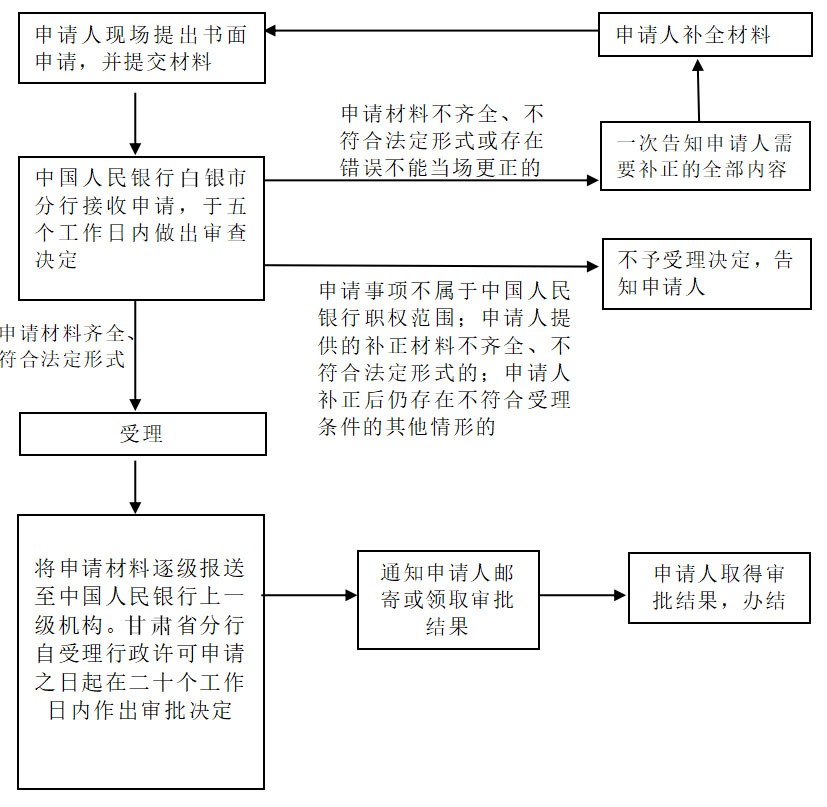 申请人现场提出书面
申请，并提交材料
申请人补全材料
申请材料不齐全、不
符合法定形式或存在
错误不能当场更正的
一次告知申请人需
要补正的全部内容
中国人民银行白银市
分行接收申请，于五
个工作日内做出审查
决定
不予受理决定，告
知申请人
申请事项不属于中国人民
银行职权范围；申请人提
供的补正材料不齐全、不
符合法定形式的；申请人
补正后仍存在不符合受理
条件的其他情形的
申请材料齐全、
符合法定形式
受理
将申请材料逐级报送
至中国人民银行上一
级机构。甘肃省分行
自受理行政许可申请
之日起在二十个工作
日内作出审批决定
通知申请人邮
寄或领取审批
结果
申请人取得审
批结果，办结